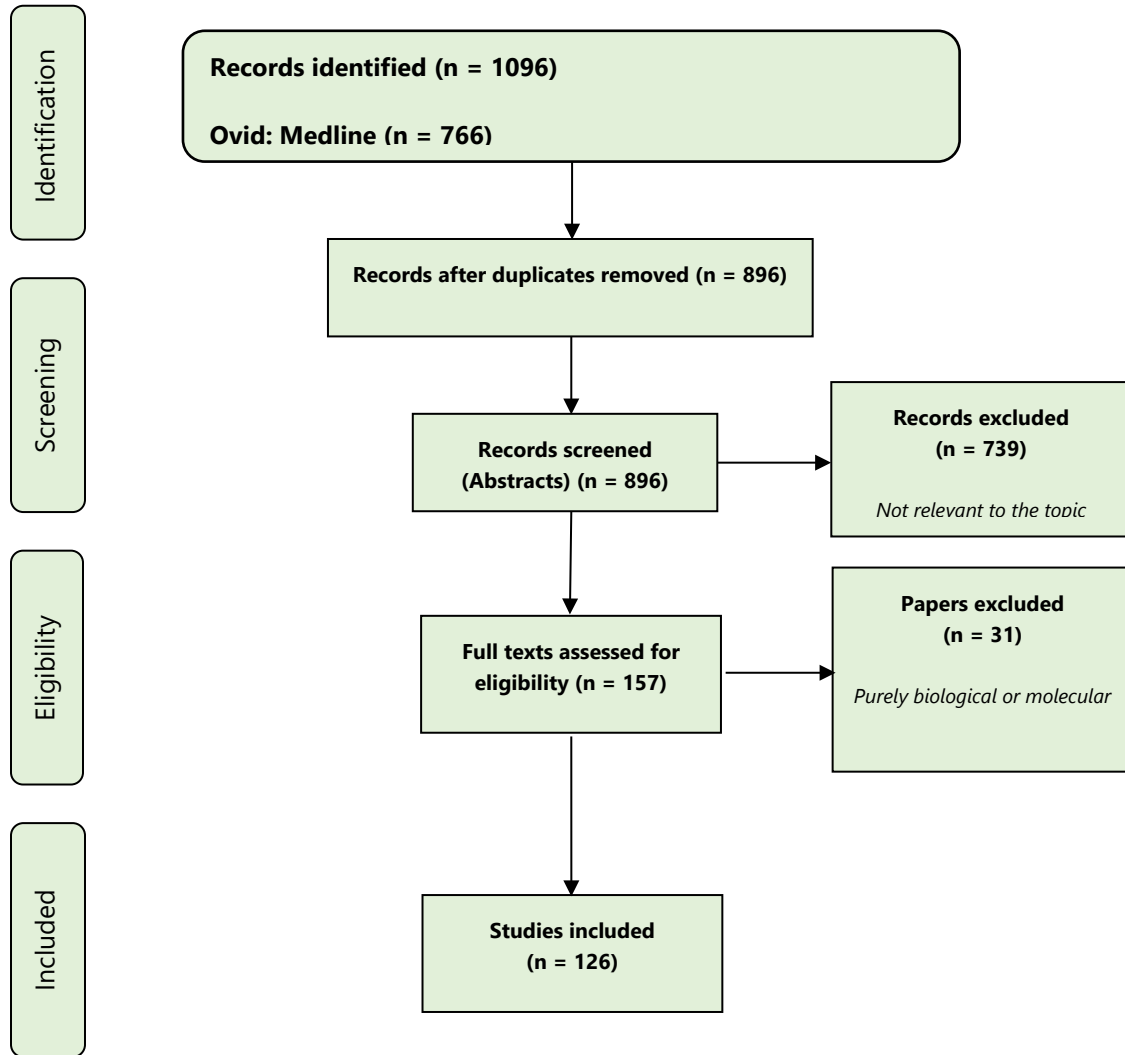 Identification
Records identified (n = 1096)
Ovid: Medline (n = 766)
Records after duplicates removed (n = 896)
Screening
Records screened
(Abstracts) (n = 896)
Records excluded
(n = 739)
Not relevant to the topic
Eligibility
Full texts assessed for
eligibility (n = 157)
Papers excluded
(n = 31)
Purely biological or molecular
Included
Studies included
(n = 126)